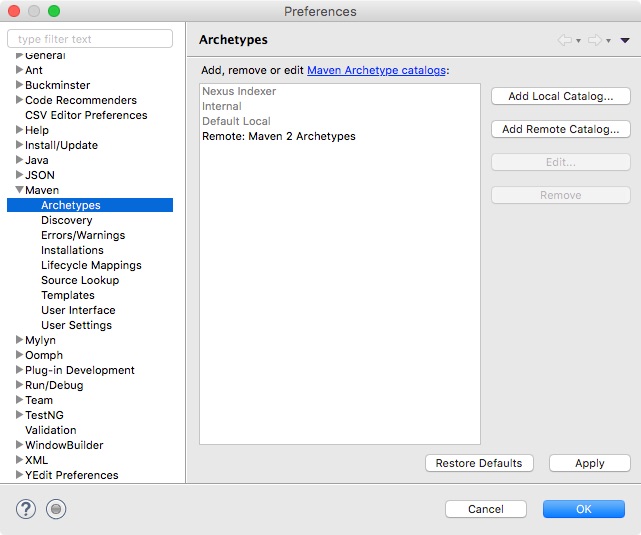 Preferences
type filter text
General
Ant
Buckminster
Code Recommenders
CSV Editor Preferences
Help
Install/Update
Java
JSON
Maven
Archetypes
Discovery
Errors/Warnings
Installations
Lifecycle Mappings
Source Lookup
Templates
User Interface
User Settings
Mylyn
Oomph
Plug-in Development
Run/Debug
Team
TestNG
Validation
WindowBuilder
XML
YEdit Preferences
Archetypes
Add, remove or edit Maven Archetype catalogs:
Nexus Indexer
Internal
Default Local
Remote: Maven 2 Archetypes
Add Local Catalog...
Add Remote Catalog...
Edit...
Remove
Restore Defaults
Apply
?
Cancel
OK